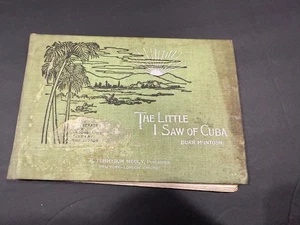 THE LITTLE
I SAW OF CUBA
BURR MCINTOSH
F. TENNYSON NEELY, PUBLISHER